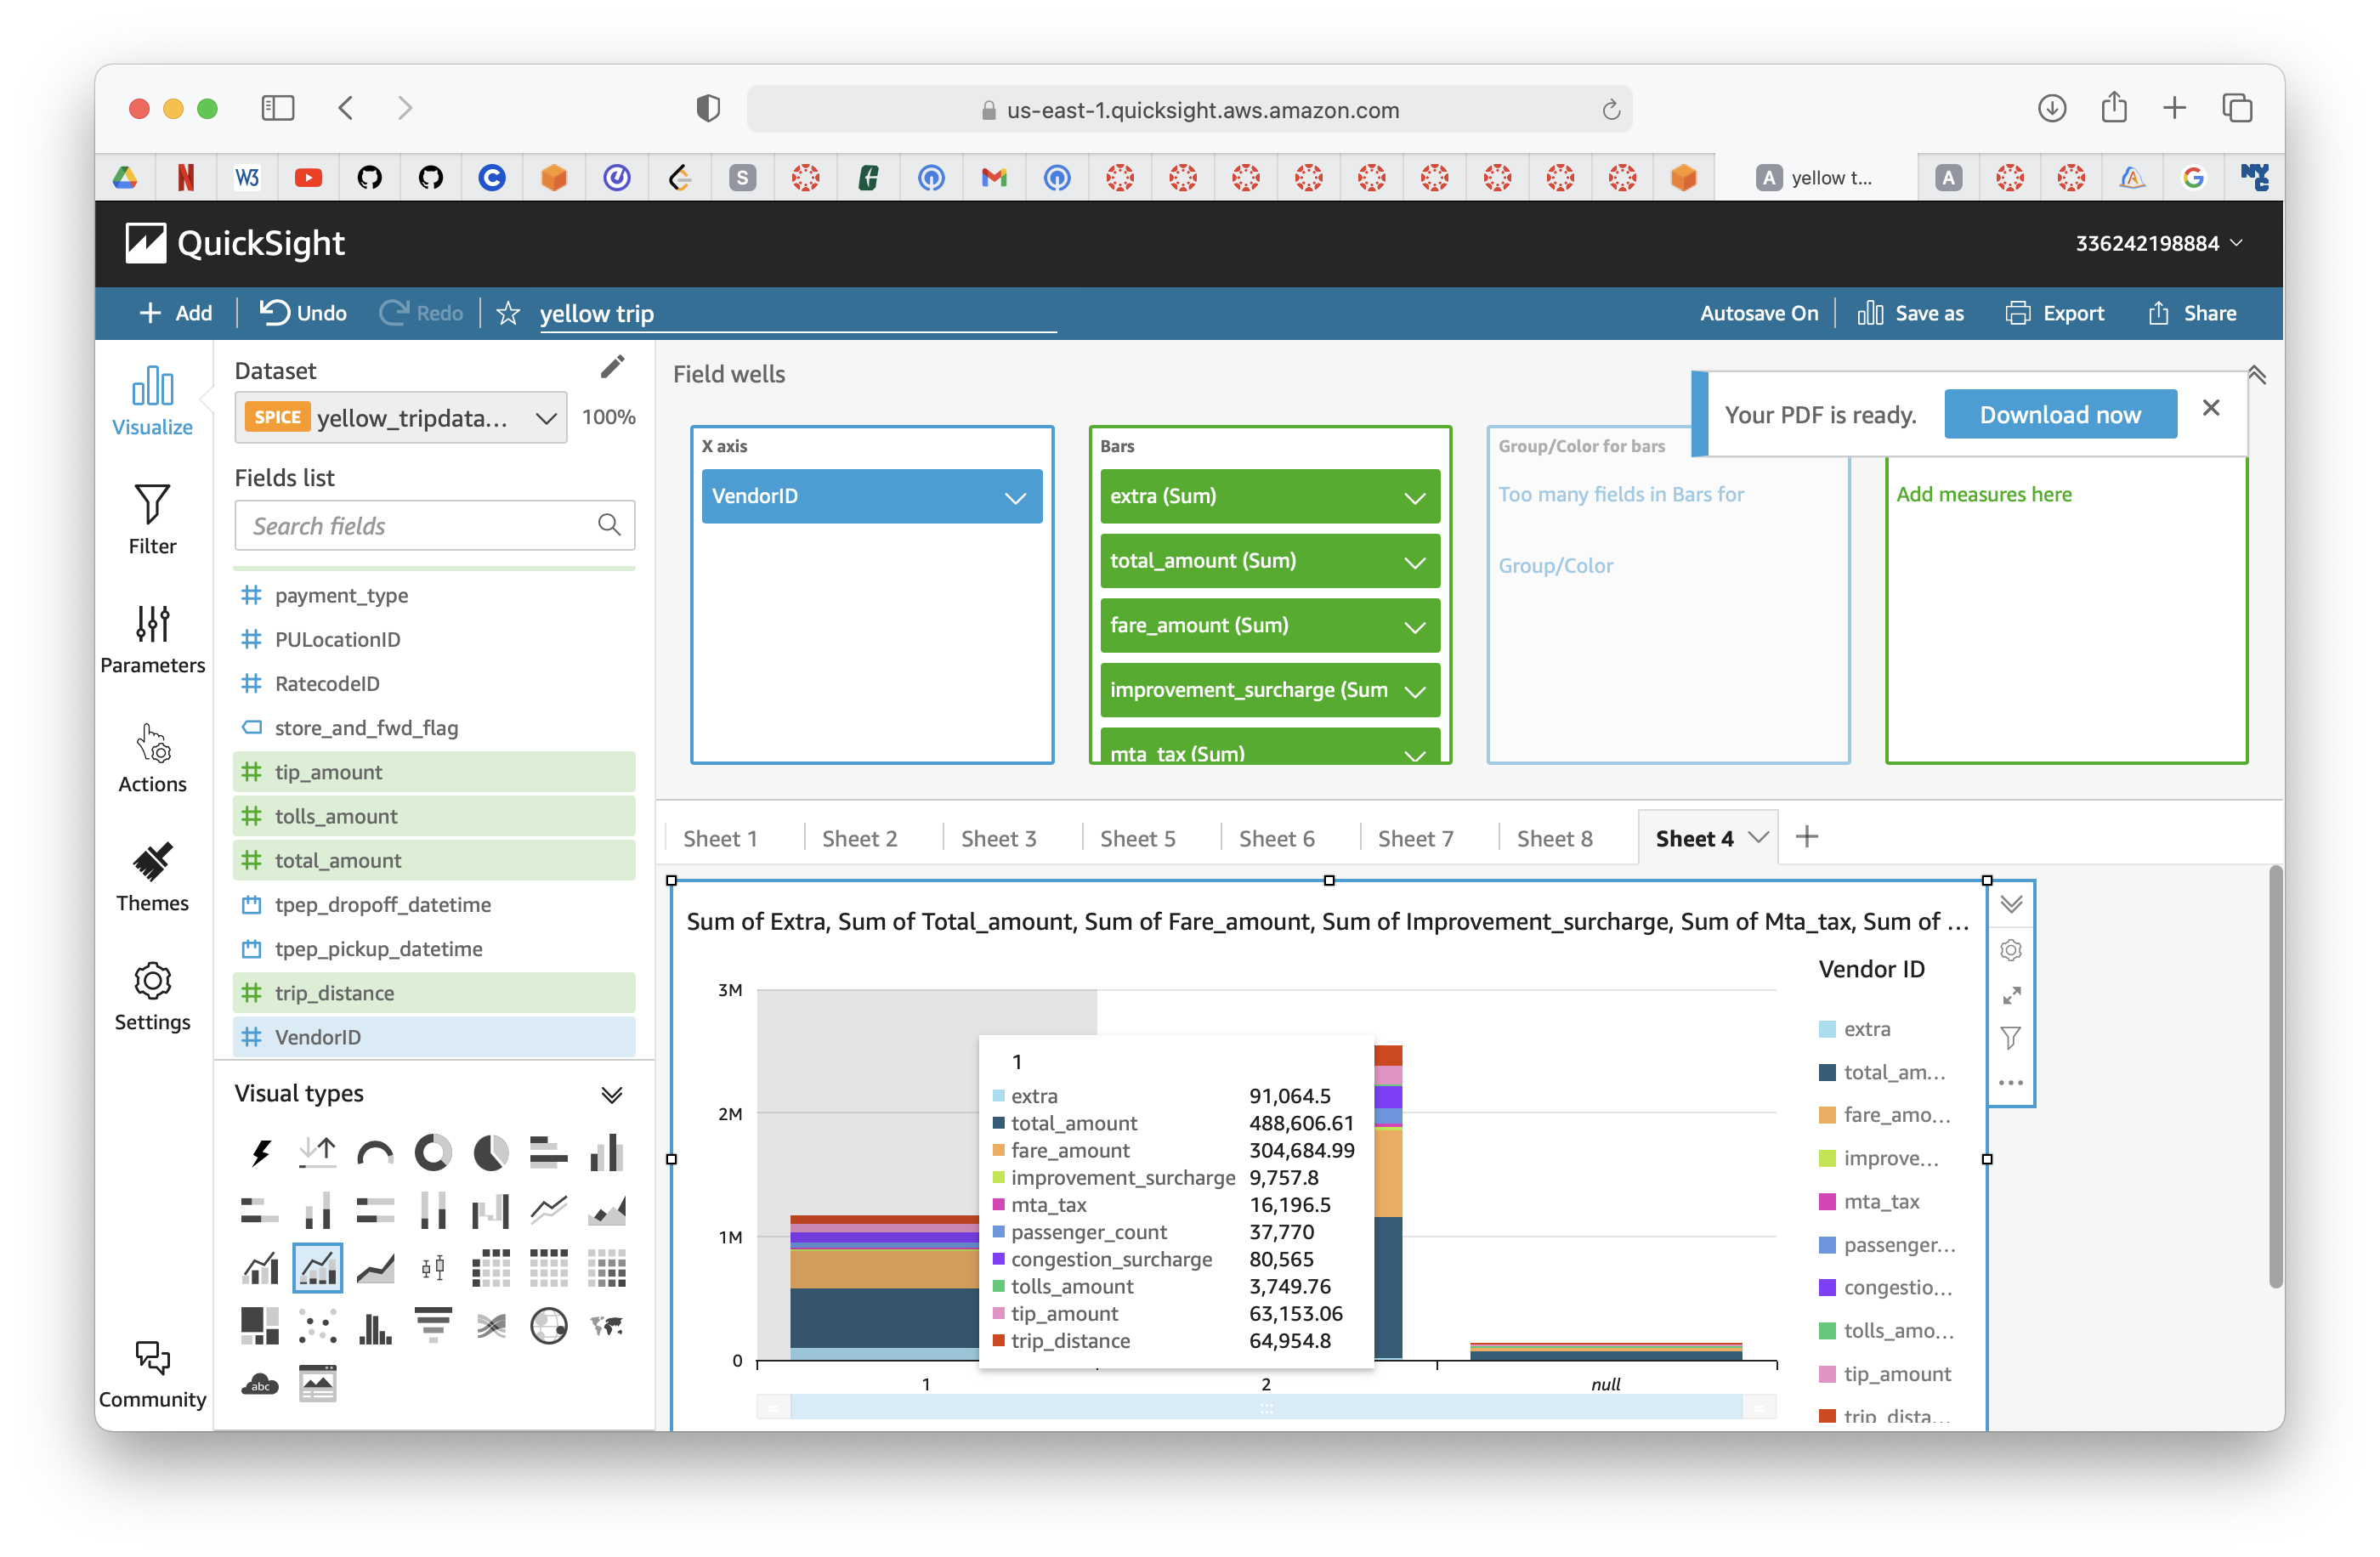 us-east-1.quicksight.aws.amazon.com
W3
S
A
yellow t...
A
NYC
QuickSight
336242198884
Add
Undo
Redo
yellow trip
Autosave On
Save as
Export
Share
Visualize
Filter
Parameters
Actions
Themes
Settings
Community
Dataset
SPICE yellow_tripdata...
100%
Fields list
Search fields
payment_type
PULocationID
RatecodeID
store_and_fwd_flag
tip_amount
tolls_amount
total_amount
tpep_dropoff_datetime
tpep_pickup_datetime
trip_distance
VendorID
Visual types
abc
Field wells
Your PDF is ready.
Download now
X axis
VendorID
Bars
extra (Sum)
total_amount (Sum)
fare_amount (Sum)
improvement_surcharge (Sum
mta_tax (Sum)
Group/Color for bars
Too many fields in Bars for
Group/Color
Add measures here
Sheet 1
Sheet 2
Sheet 3
Sheet 5
Sheet 6
Sheet 7
Sheet 8
Sheet 4
Sum of Extra, Sum of Total_amount, Sum of Fare_amount, Sum of Improvement_surcharge, Sum of Mta_tax, Sum of ...
3M
2M
1M
0
1
extra 91,064.5
total_amount 488,606.61
fare_amount 304,684.99
improvement_surcharge 9,757.8
mta_tax 16,196.5
passenger_count 37,770
congestion_surcharge 80,565
tolls_amount 3,749.76
tip_amount 63,153.06
trip_distance 64,954.8
1
2
null
Vendor ID
extra
total_am...
fare_amo...
improve...
mta_tax
passenger...
congestio...
tolls_amo...
tip_amount
trip_dista...